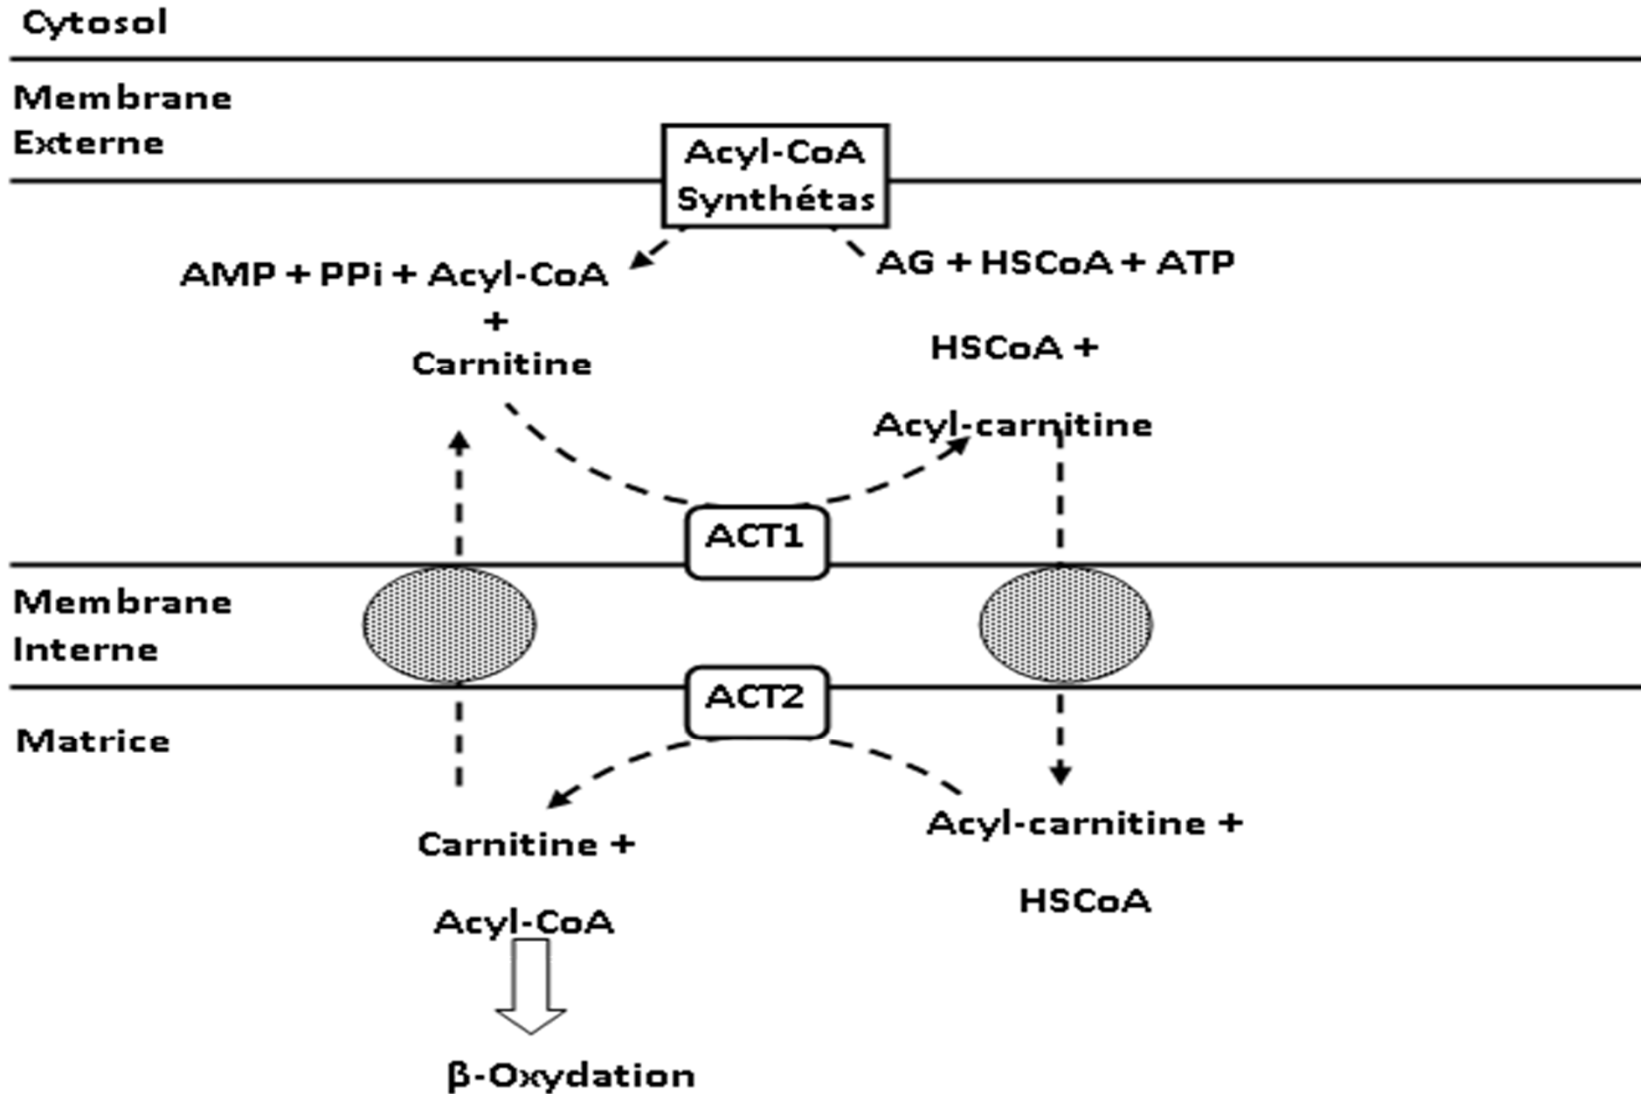 Cytosol
Membrane
Externe
Acyl-CoA
Synthétas
AMP + PPi + Acyl-CoA
+
Carnitine
AG + HSCoA + ATP
HSCoA +
Acyl-carnitine
ACT1
Membrane
Interne
ACT2
Matrice
Carnitine +
Acyl-CoA
Acyl-carnitine +
HSCoA
β-Oxydation